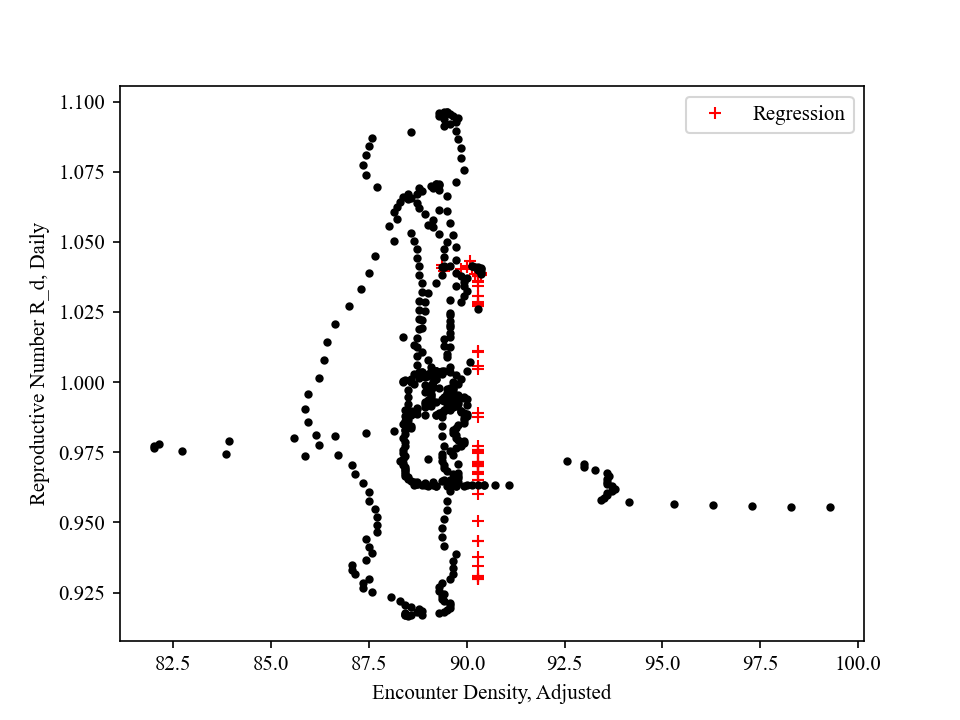 Regression
1.100
1.075
1.050
1.025
1.000
0.975
0.950
0.925
Reproductive Number R_d, Daily
82.5 85.0 87.5 90.0 92.5 95.0 97.5 100.0
Encounter Density, Adjusted